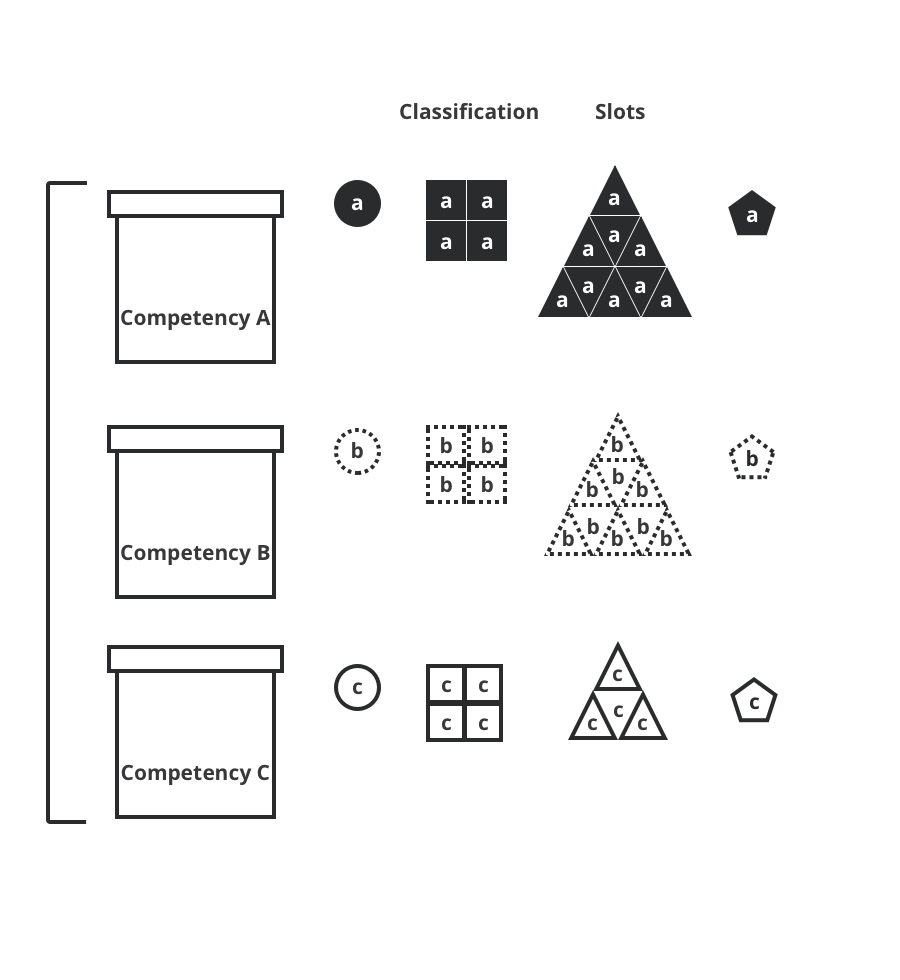 Classification Slots
a a a a a
a a
a a a
a a
a a a
Competency A
b b b b
b b
b b b
b b
b b b b
Competency B
c c c c c
c c c
c c
Competency C